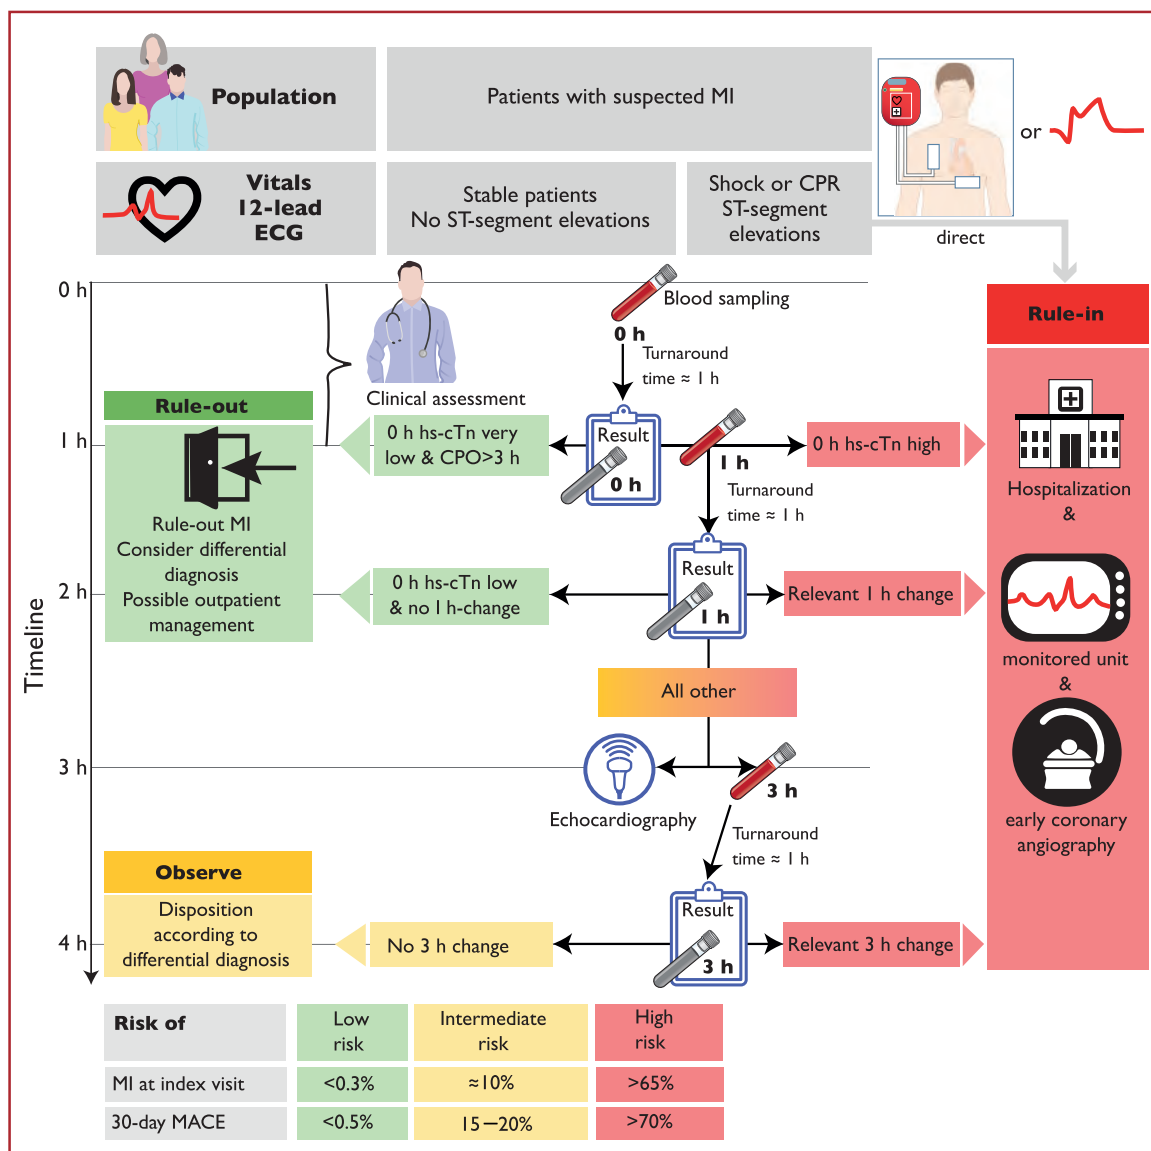 Population
Patients with suspected MI
or
Vitals
12-lead
ECG
Stable patients
No ST-segment elevations
Shock or CPR
ST-segment
elevations
direct
0 h
Blood sampling
0 h
Turnaround
time ≈ 1 h
Rule-in
Clinical assessment
Rule-out
1 h
0 h hs-cTn very
low & CPO>3 h
Result
0 h
1 h
0 h hs-cTn high
Turnaround
time ≈ 1 h
Hospitalization
&
Rule-out MI
Consider differential
diagnosis
Possible outpatient
management
2 h
0 h hs-cTn low
& no 1 h-change
Result
1 h
Relevant 1 h change
monitored unit
&
Timeline
All other
3 h
Echocardiography
3 h
Turnaround
time ≈ 1 h
early coronary
angiography
Observe
Disposition
according to
differential diagnosis
4 h
No 3 h change
Result
3 h
Relevant 3 h change
Risk of
Low
risk
Intermediate
risk
High
risk
MI at index visit
<0.3%
≈10%
>65%
30-day MACE
<0.5%
15–20%
>70%